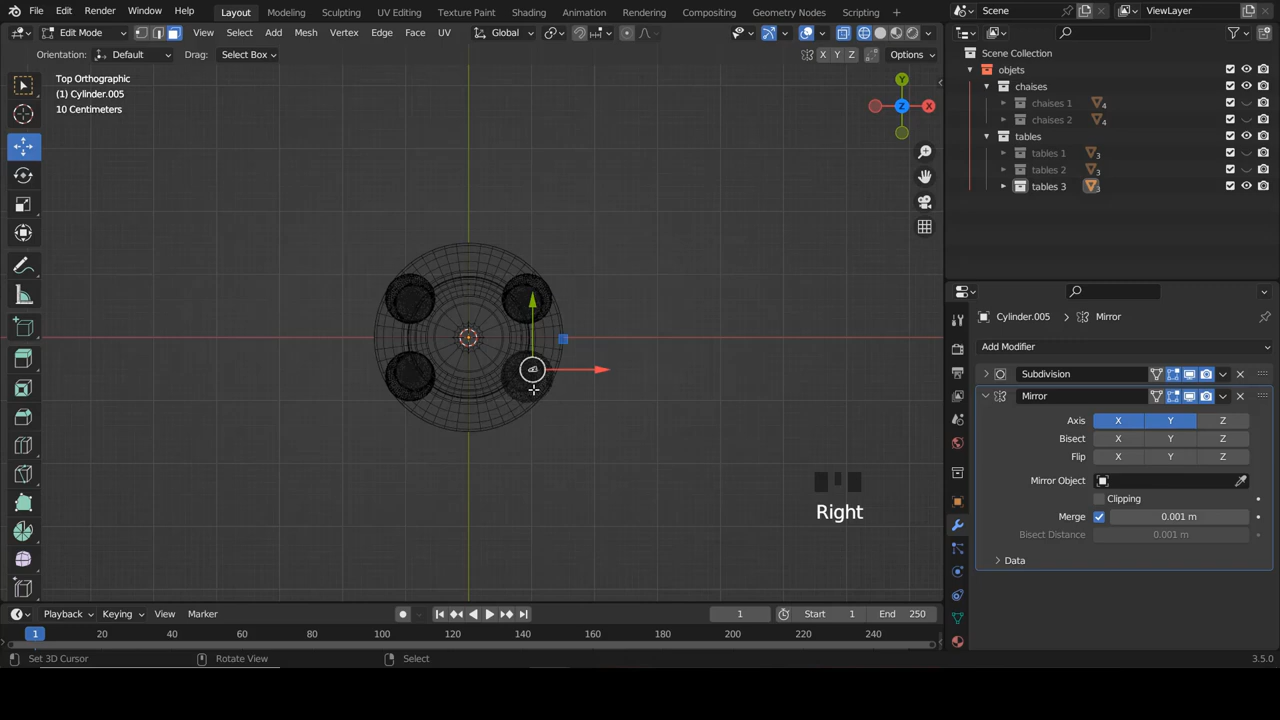 File Edit Render Window Help Layout Modeling Sculpting UV Editing Texture Paint Shading Animation Rendering Compositing Geometry Nodes Scripting + Scene ViewLayer
Edit Mode View Select Add Mesh Vertex Edge Face UV Global
Orientation: Default Drag: Select Box X Y Z Options
Top Orthographic
(1) Cylinder.005
10 Centimeters
Y
Z X
Right
Scene Collection
objets
chaises
chaises 1 4
chaises 2 4
tables
tables 1 3
tables 2 3
tables 3 3
Cylinder.005 > Mirror
Add Modifier
Subdivision
Mirror
Axis X Y Z
Bisect X Y Z
Flip X Y Z
Mirror Object
Clipping
Merge 0.001 m
Bisect Distance 0.001 m
Data
Playback Keying View Marker 1 Start 1 End 250
1 20 40 60 80 100 120 140 160 180 200 220 240
Set 3D Cursor Rotate View Select 3.5.0